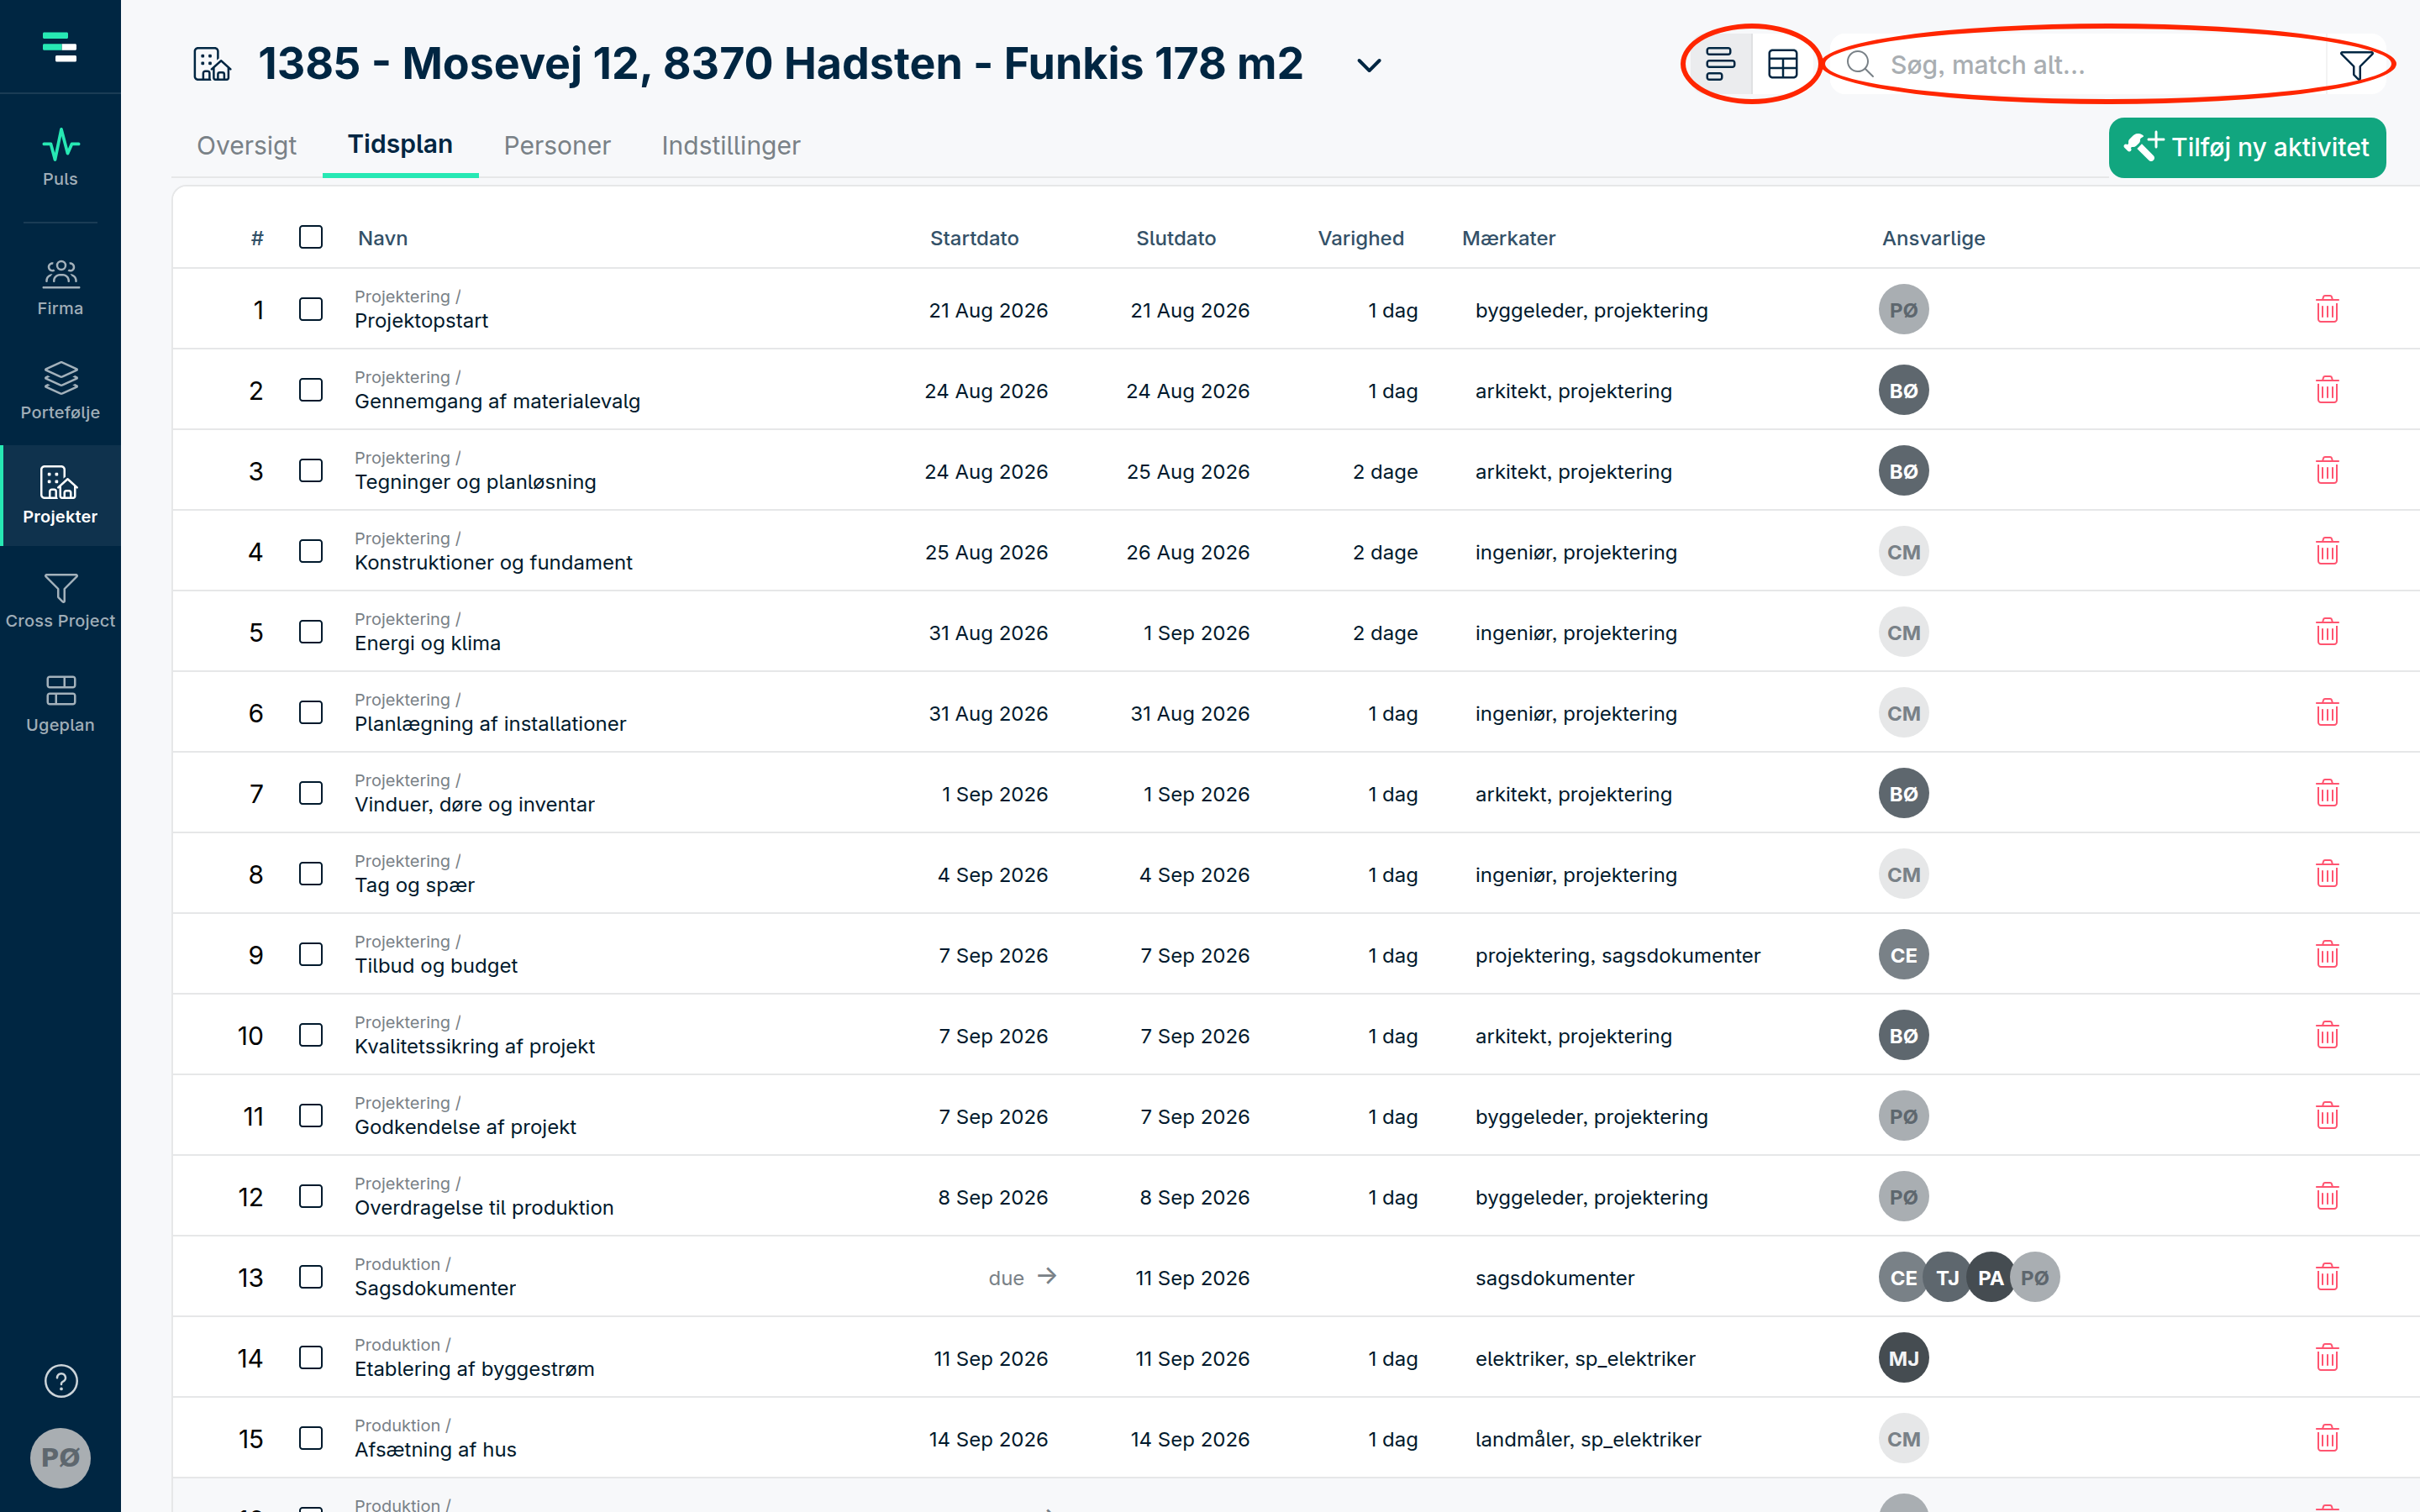 1385 - Mosevej 12, 8370 Hadsten - Funkis 178 m2
Søg, match alt...
Puls
Firma
Portefølje
Projekter
Cross Project
Ugeplan
PØ
Oversigt Tidsplan Personer Indstillinger
Tilføj ny aktivitet
# Navn Startdato Slutdato Varighed Mærkater Ansvarlige
Projektering /
1 Projektopstart 21 Aug 2026 21 Aug 2026 1 dag byggeleder, projektering PØ
Projektering /
2 Gennemgang af materialevalg 24 Aug 2026 24 Aug 2026 1 dag arkitekt, projektering BØ
Projektering /
3 Tegninger og planløsning 24 Aug 2026 25 Aug 2026 2 dage arkitekt, projektering BØ
Projektering /
4 Konstruktioner og fundament 25 Aug 2026 26 Aug 2026 2 dage ingeniør, projektering CM
Projektering /
5 Energi og klima 31 Aug 2026 1 Sep 2026 2 dage ingeniør, projektering CM
Projektering /
6 Planlægning af installationer 31 Aug 2026 31 Aug 2026 1 dag ingeniør, projektering CM
Projektering /
7 Vinduer, døre og inventar 1 Sep 2026 1 Sep 2026 1 dag arkitekt, projektering BØ
Projektering /
8 Tag og spær 4 Sep 2026 4 Sep 2026 1 dag ingeniør, projektering CM
Projektering /
9 Tilbud og budget 7 Sep 2026 7 Sep 2026 1 dag projektering, sagsdokumenter CE
Projektering /
10 Kvalitetssikring af projekt 7 Sep 2026 7 Sep 2026 1 dag arkitekt, projektering BØ
Projektering /
11 Godkendelse af projekt 7 Sep 2026 7 Sep 2026 1 dag byggeleder, projektering PØ
Projektering /
12 Overdragelse til produktion 8 Sep 2026 8 Sep 2026 1 dag byggeleder, projektering PØ
Produktion /
13 Sagsdokumenter due → 11 Sep 2026 sagsdokumenter CE TJ PA PØ
Produktion /
14 Etablering af byggestrøm 11 Sep 2026 11 Sep 2026 1 dag elektriker, sp_elektriker MJ
Produktion /
15 Afsætning af hus 14 Sep 2026 14 Sep 2026 1 dag landmåler, sp_elektriker CM
Produktion /